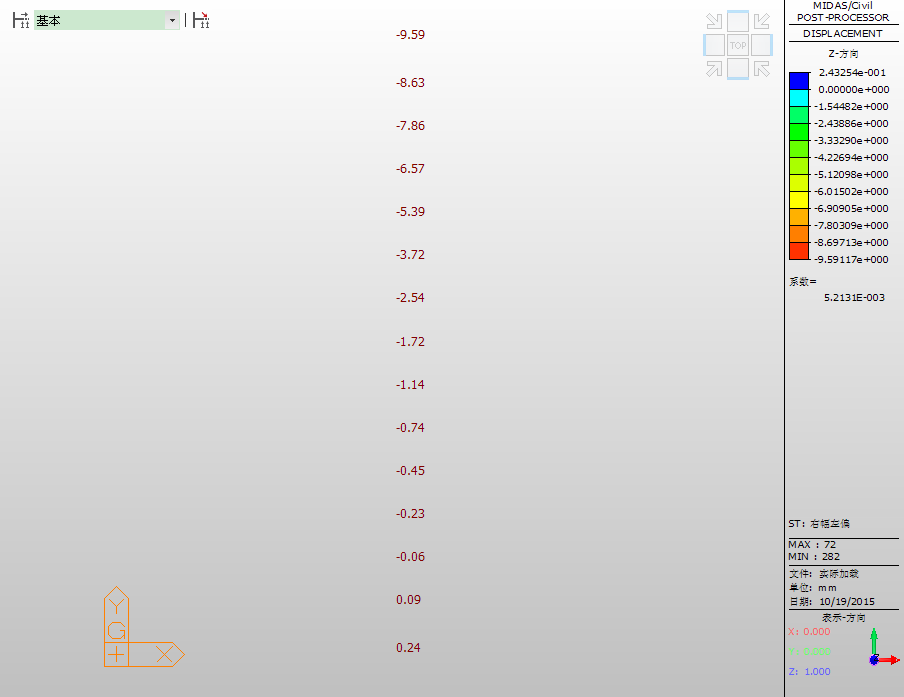 基本
TOP
-9.59
-8.63
-7.86
-6.57
-5.39
-3.72
-2.54
-1.72
-1.14
-0.74
-0.45
-0.23
-0.06
0.09
0.24
Y
G
X
MIDAS/Civil
POST-PROCESSOR
DISPLACEMENT
Z-方向
2.43254e-001
0.00000e+000
-1.54482e+000
-2.43886e+000
-3.33290e+000
-4.22694e+000
-5.12098e+000
-6.01502e+000
-6.90905e+000
-7.80309e+000
-8.69713e+000
-9.59117e+000
系数=
5.2131E-003
ST: 右幅左偏
MAX : 72
MIN : 282
文件: 实际加载
单位: mm
日期: 10/19/2015
表示-方向
X: 0.000
Y: 0.000
Z: 1.000